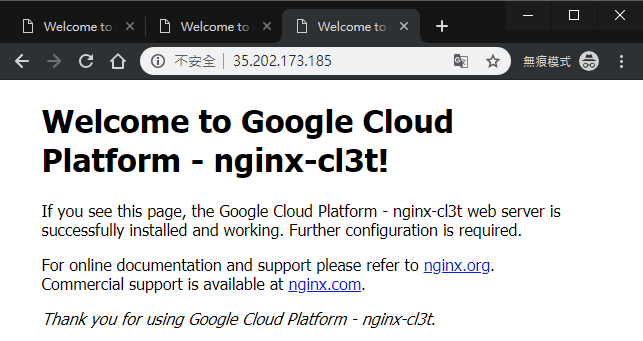 Welcome to
Welcome to
Welcome to
不安全 35.202.173.185 無痕模式
Welcome to Google Cloud
Platform - nginx-cl3t!
If you see this page, the Google Cloud Platform - nginx-cl3t web server is
successfully installed and working. Further configuration is required.
For online documentation and support please refer to nginx.org.
Commercial support is available at nginx.com.
Thank you for using Google Cloud Platform - nginx-cl3t.